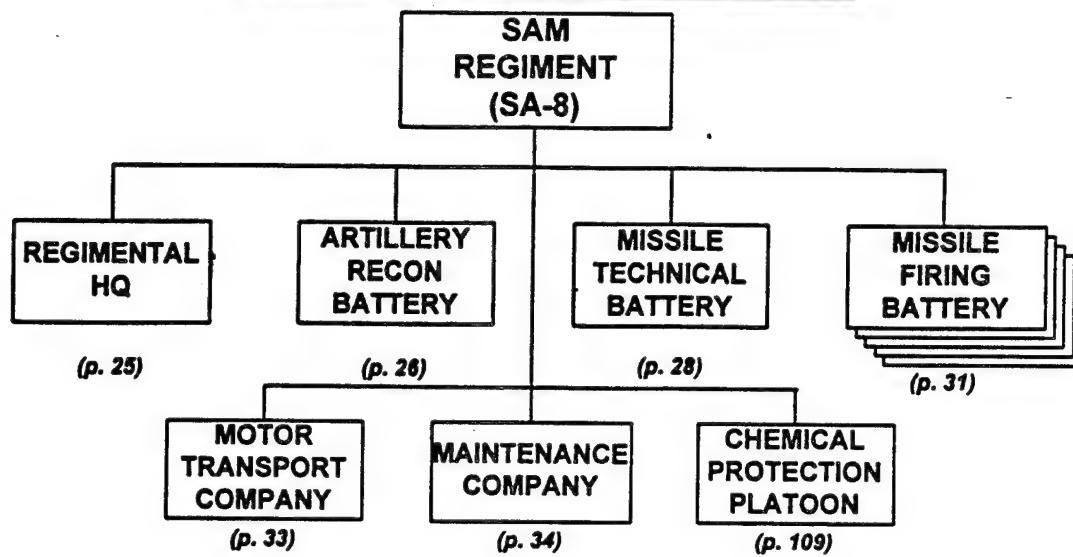 SAM
REGIMENT
(SA-8)
REGIMENTAL
HQ
(p. 25)
ARTILLERY
RECON
BATTERY
(p. 26)
MISSILE
TECHNICAL
BATTERY
(p. 28)
MISSILE
FIRING
BATTERY
(p. 31)
MOTOR
TRANSPORT
COMPANY
(p. 33)
MAINTENANCE
COMPANY
(p. 34)
CHEMICAL
PROTECTION
PLATOON
(p. 109)